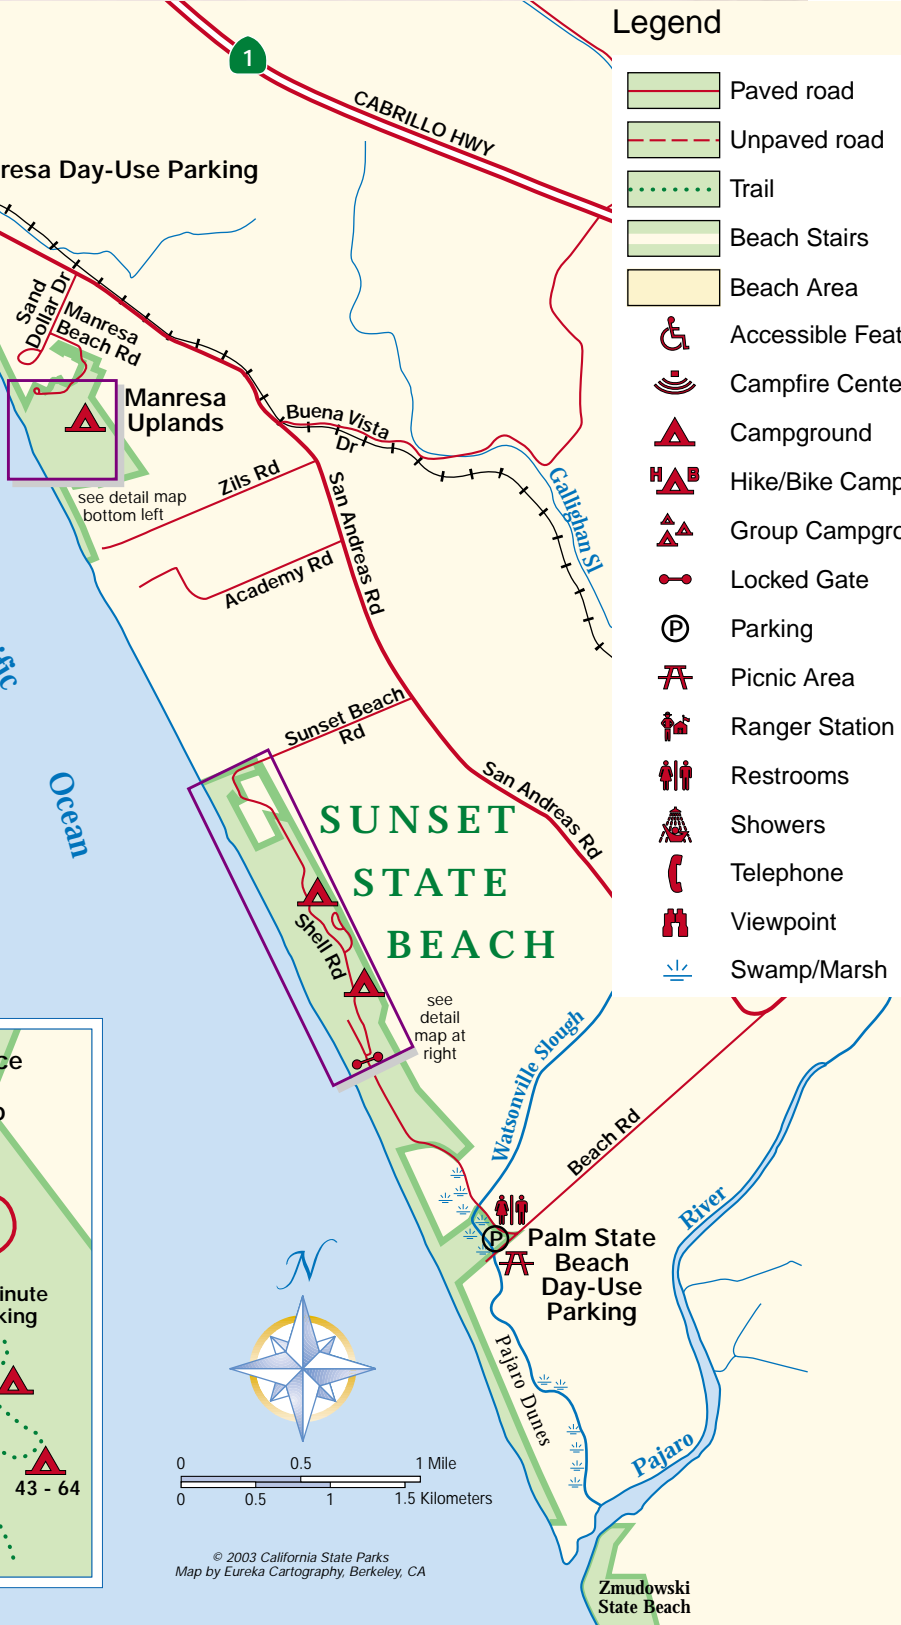 Legend
1
CABRILLO HWY
Paved road
Unpaved road
resa Day-Use Parking
Trail
Beach Stairs
Sand
Dollar Dr
Manresa
Beach Rd
Beach Area
Accessible Feat
Manresa
Uplands
Campfire Cente
Buena Vista
Dr
Campground
Zils Rd
see detail map
bottom left
San Andreas Rd
Gallighan Sl
H B
Hike/Bike Camp
Group Campgro
Academy Rd
Locked Gate
P
Parking
ific
Ocean
Picnic Area
Sunset Beach
Rd
Ranger Station
San Andreas Rd
Restrooms
SUNSET
STATE
BEACH
Showers
Telephone
Shell Rd
Viewpoint
Swamp/Marsh
see
detail
map at
right
Watsonville Slough
Beach Rd
River
P
Palm State
Beach
Day-Use
Parking
N
inute
king
Pajaro Dunes
Pajaro
43 - 64
0 0.5 1 Mile
0 0.5 1 1.5 Kilometers
© 2003 California State Parks
Map by Eureka Cartography, Berkeley, CA
Zmudowski
State Beach